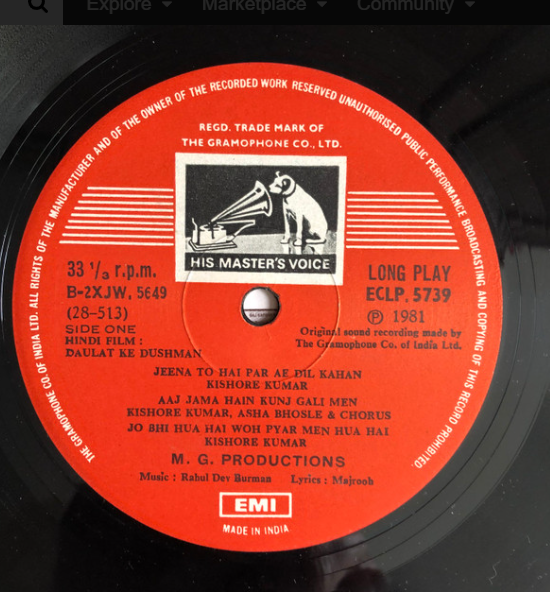 Explore
Marketplace
Community
THE GRAMOPHONE CO. OF INDIA LTD. ALL RIGHTS OF THE MANUFACTURER AND OF THE OWNER OF THE RECORDED WORK RESERVED UNAUTHORISED PUBLIC PERFORMANCE BROADCASTING AND COPYING OF THIS RECORD PROHIBITED
REGD. TRADE MARK OF
THE GRAMOPHONE CO., LTD.
HIS MASTER'S VOICE
33 1/3 r.p.m.
B-2XJW. 5649
(28-513)
SIDE ONE
HINDI FILM :
DAULAT KE DUSHMAN
LONG PLAY
ECLP. 5739
Ⓟ 1981
Original sound recording made by
The Gramophone Co. of India Ltd.
JEENA TO HAI PAR AE DIL KAHAN
KISHORE KUMAR
AAJ JAMA HAIN KUNJ GALI MEN
KISHORE KUMAR, ASHA BHOSLE & CHORUS
JO BHI HUA HAI WOH PYAR MEN HUA HAI
KISHORE KUMAR
M. G. PRODUCTIONS
Music : Rahul Dev Burman Lyrics : Majrooh
EMI
MADE IN INDIA